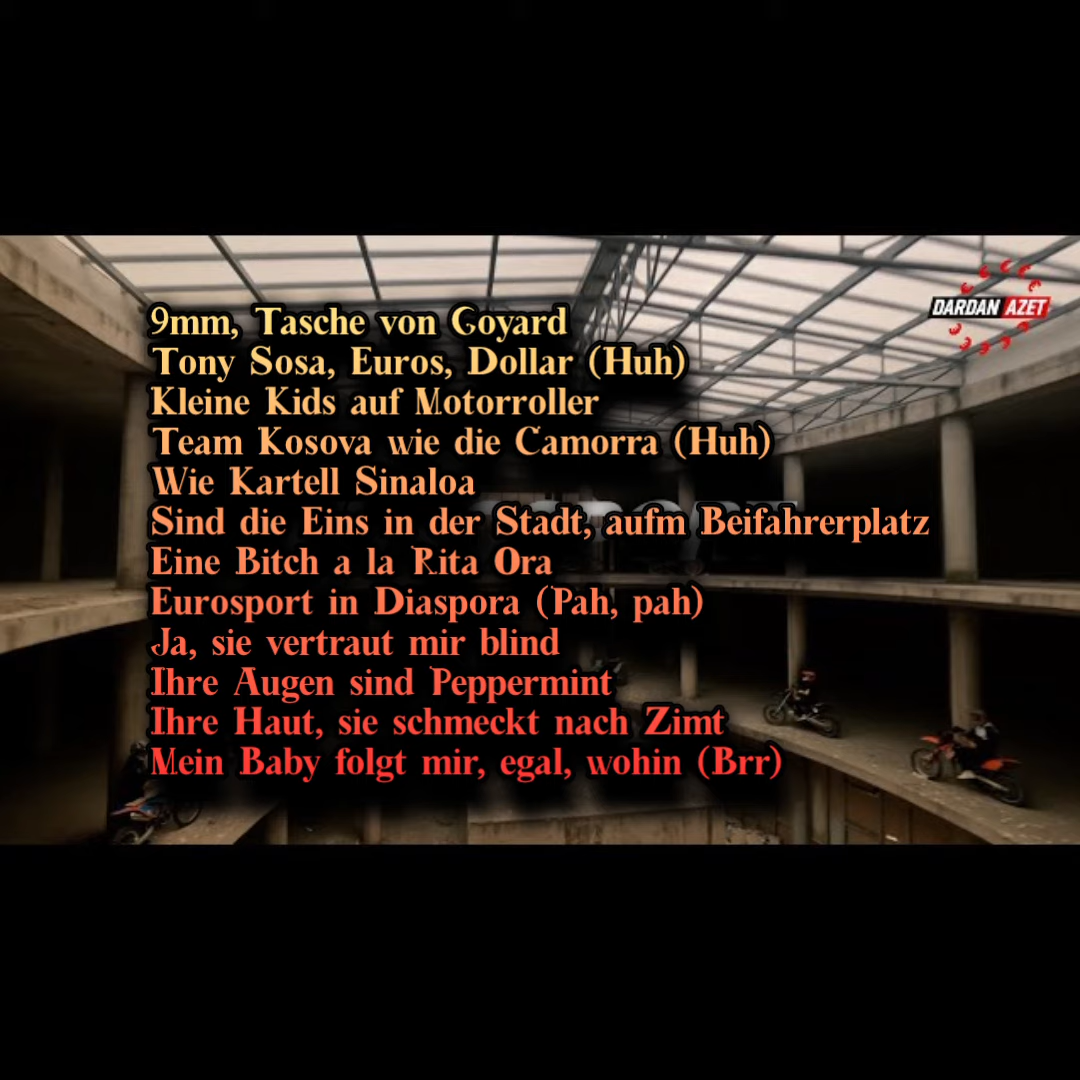 DARDAN AZET
9mm, Tasche von Goyard
Tony Sosa, Euros, Dollar (Huh)
Kleine Kids auf Motorroller
Team Kosova wie die Camorra (Huh)
Wie Kartell Sinaloa
Sind die Eins in der Stadt, aufm Beifahrerplatz
Eine Bitch a la Rita Ora
Eurosport in Diaspora (Pah, pah)
Ja, sie vertraut mir blind
Ihre Augen sind Peppermint
Ihre Haut, sie schmeckt nach Zimt
Mein Baby folgt mir, egal, wohin (Brr)